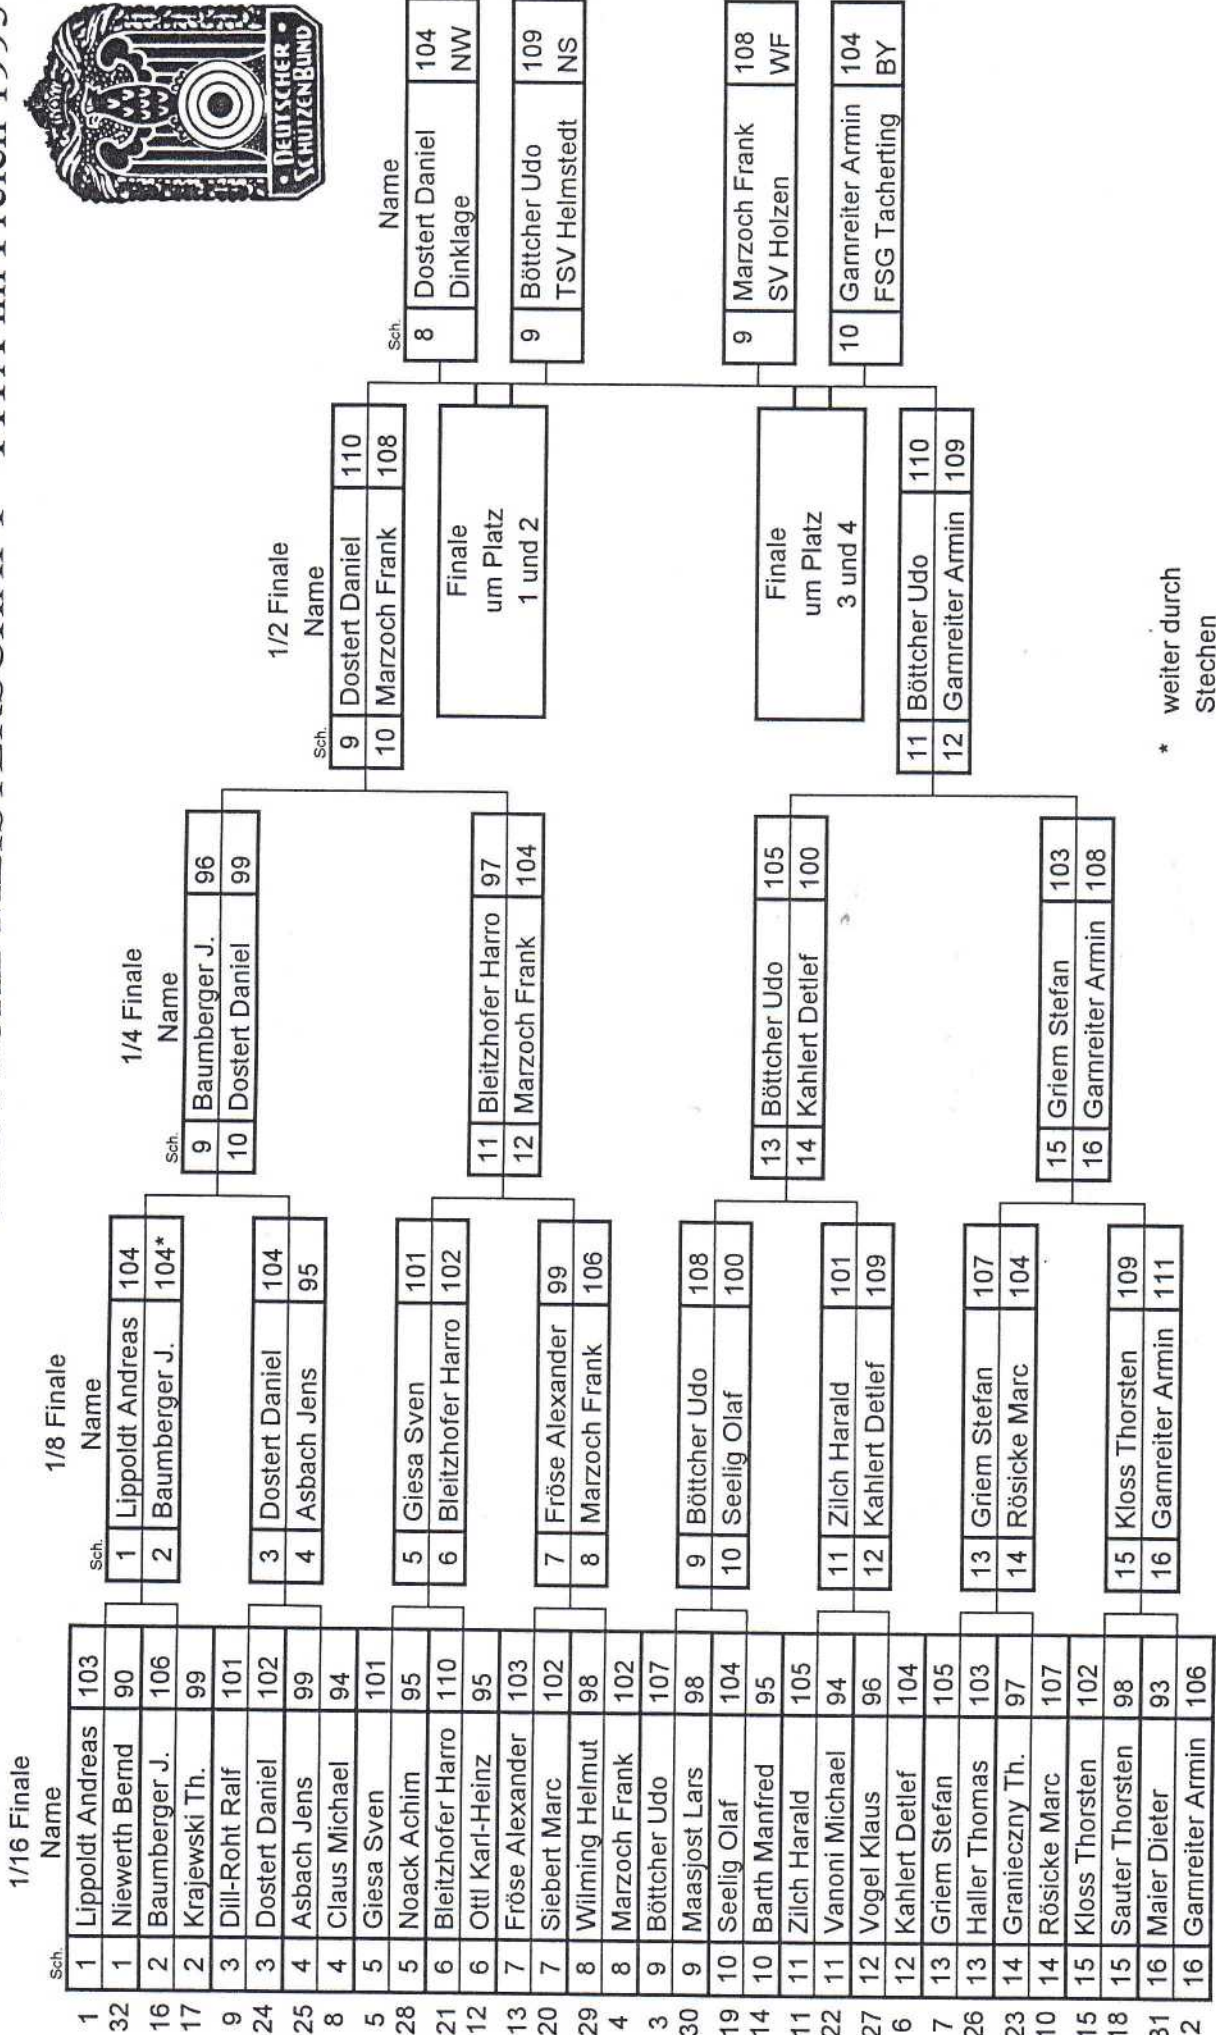 DEUTSCHER
SCHÜTZENBUND
1/16 Finale
Sch. Name
1 1 Lippoldt Andreas 103
32 1 Niewerth Bernd 90
16 2 Baumberger J. 106
17 2 Krajewski Th. 99
9 3 Dill-Roht Ralf 101
24 3 Dostert Daniel 102
25 4 Asbach Jens 99
8 4 Claus Michael 94
5 5 Giesa Sven 101
28 5 Noack Achim 95
21 6 Bleitzhofer Harro 110
12 6 Ottl Karl-Heinz 95
13 7 Fröse Alexander 103
20 7 Siebert Marc 102
29 8 Wilming Helmut 98
4 8 Marzoch Frank 102
3 9 Böttcher Udo 107
30 9 Maasjost Lars 98
19 10 Seelig Olaf 104
14 10 Barth Manfred 95
11 11 Zilch Harald 105
22 11 Vanoni Michael 94
27 12 Vogel Klaus 96
6 12 Kahlert Detlef 104
7 13 Griem Stefan 105
26 13 Haller Thomas 103
23 14 Granieczny Th. 97
10 14 Rösicke Marc 107
15 15 Kloss Thorsten 102
18 15 Sauter Thorsten 98
31 16 Maier Dieter 93
2 16 Garnreiter Armin 106
1/8 Finale
Sch. Name
1 Lippoldt Andreas 104
2 Baumberger J. 104*
3 Dostert Daniel 104
4 Asbach Jens 95
5 Giesa Sven 101
6 Bleitzhofer Harro 102
7 Fröse Alexander 99
8 Marzoch Frank 106
9 Böttcher Udo 108
10 Seelig Olaf 100
11 Zilch Harald 101
12 Kahlert Detlef 109
13 Griem Stefan 107
14 Rösicke Marc 104
15 Kloss Thorsten 109
16 Garnreiter Armin 111
1/4 Finale
Sch. Name
9 Baumberger J. 96
10 Dostert Daniel 99
11 Bleitzhofer Harro 97
12 Marzoch Frank 104
13 Böttcher Udo 105
14 Kahlert Detlef 100
15 Griem Stefan 103
16 Garnreiter Armin 108
1/2 Finale
Sch. Name
9 Dostert Daniel 110
10 Marzoch Frank 108
11 Böttcher Udo 110
12 Garnreiter Armin 109
Finale
um Platz
1 und 2
Finale
um Platz
3 und 4
Sch. Name
8 Dostert Daniel 104
Dinklage NW
9 Böttcher Udo 109
TSV Helmstedt NS
9 Marzoch Frank 108
SV Holzen WF
10 Garnreiter Armin 104
FSG Tacherting BY
* weiter durch
Stechen